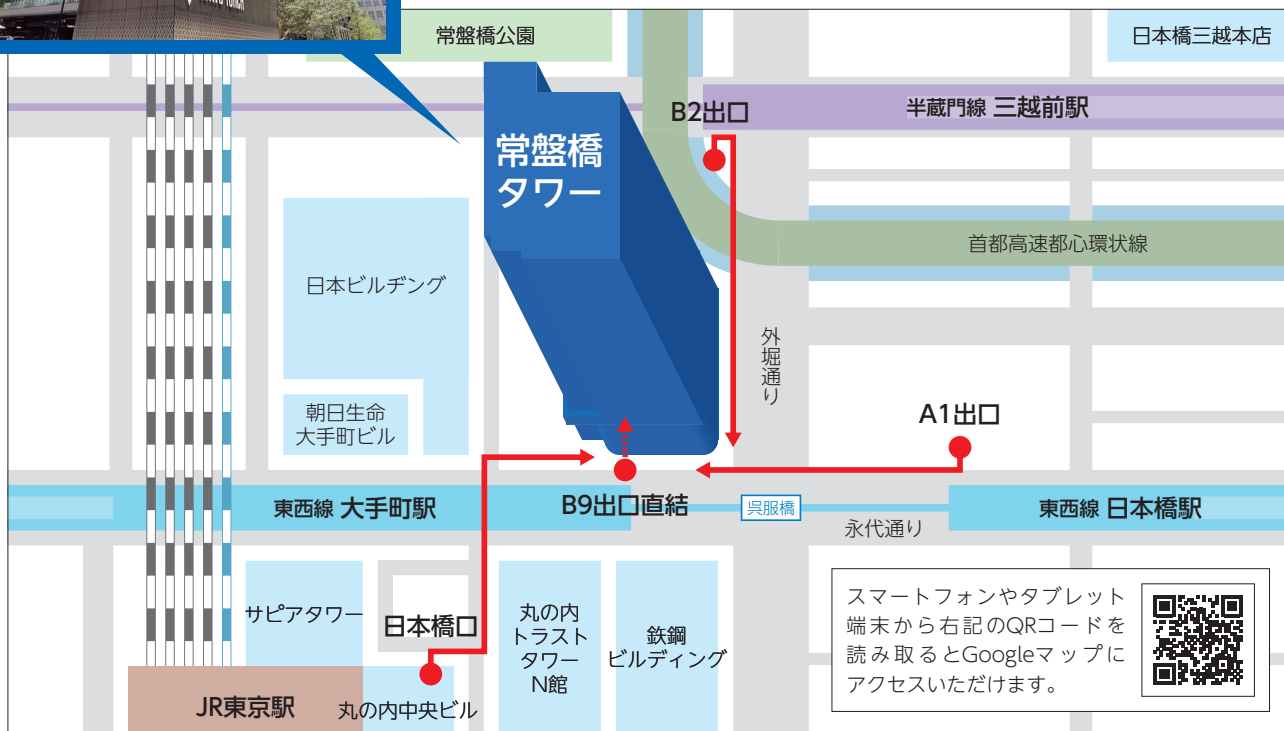 常盤橋公園
日本橋三越本店
B2出口
半蔵門線 三越前駅
常盤橋
タワー
首都高速都心環状線
日本ビルヂング
外堀通り
朝日生命
大手町ビル
A1出口
東西線 大手町駅
B9出口直結
呉服橋
永代通り
東西線 日本橋駅
サピアタワー
日本橋口
丸の内
トラスト
タワー
N館
鉄鋼
ビルディング
JR東京駅
丸の内中央ビル
スマートフォンやタブレット
端末から右記のQRコードを
読み取るとGoogleマップに
アクセスいただけます。